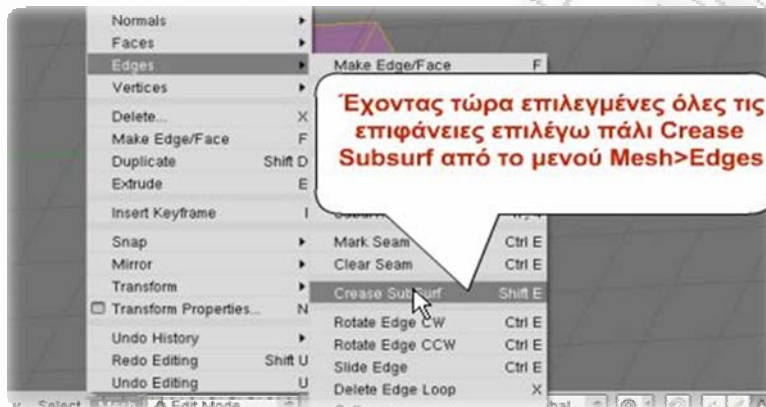 Normals
Faces
Edges
Vertices
Delete... X
Make Edge/Face F
Duplicate Shift D
Extrude E
Insert Keyframe I
Snap
Mirror
Transform
Transform Properties... N
Undo History
Redo Editing Shift U
Undo Editing U
Make Edge/Face F
Έχοντας τώρα επιλεγμένες όλες τις
επιφάνειες επιλέγω πάλι Crease
Subsurf από το μενού Mesh>Edges
Mark Seam Ctrl E
Clear Seam Ctrl E
Crease SubSurf Shift E
Rotate Edge CW Ctrl E
Rotate Edge CCW Ctrl E
Slide Edge Ctrl E
Delete Edge Loop X
Select Mesh Edit Mode